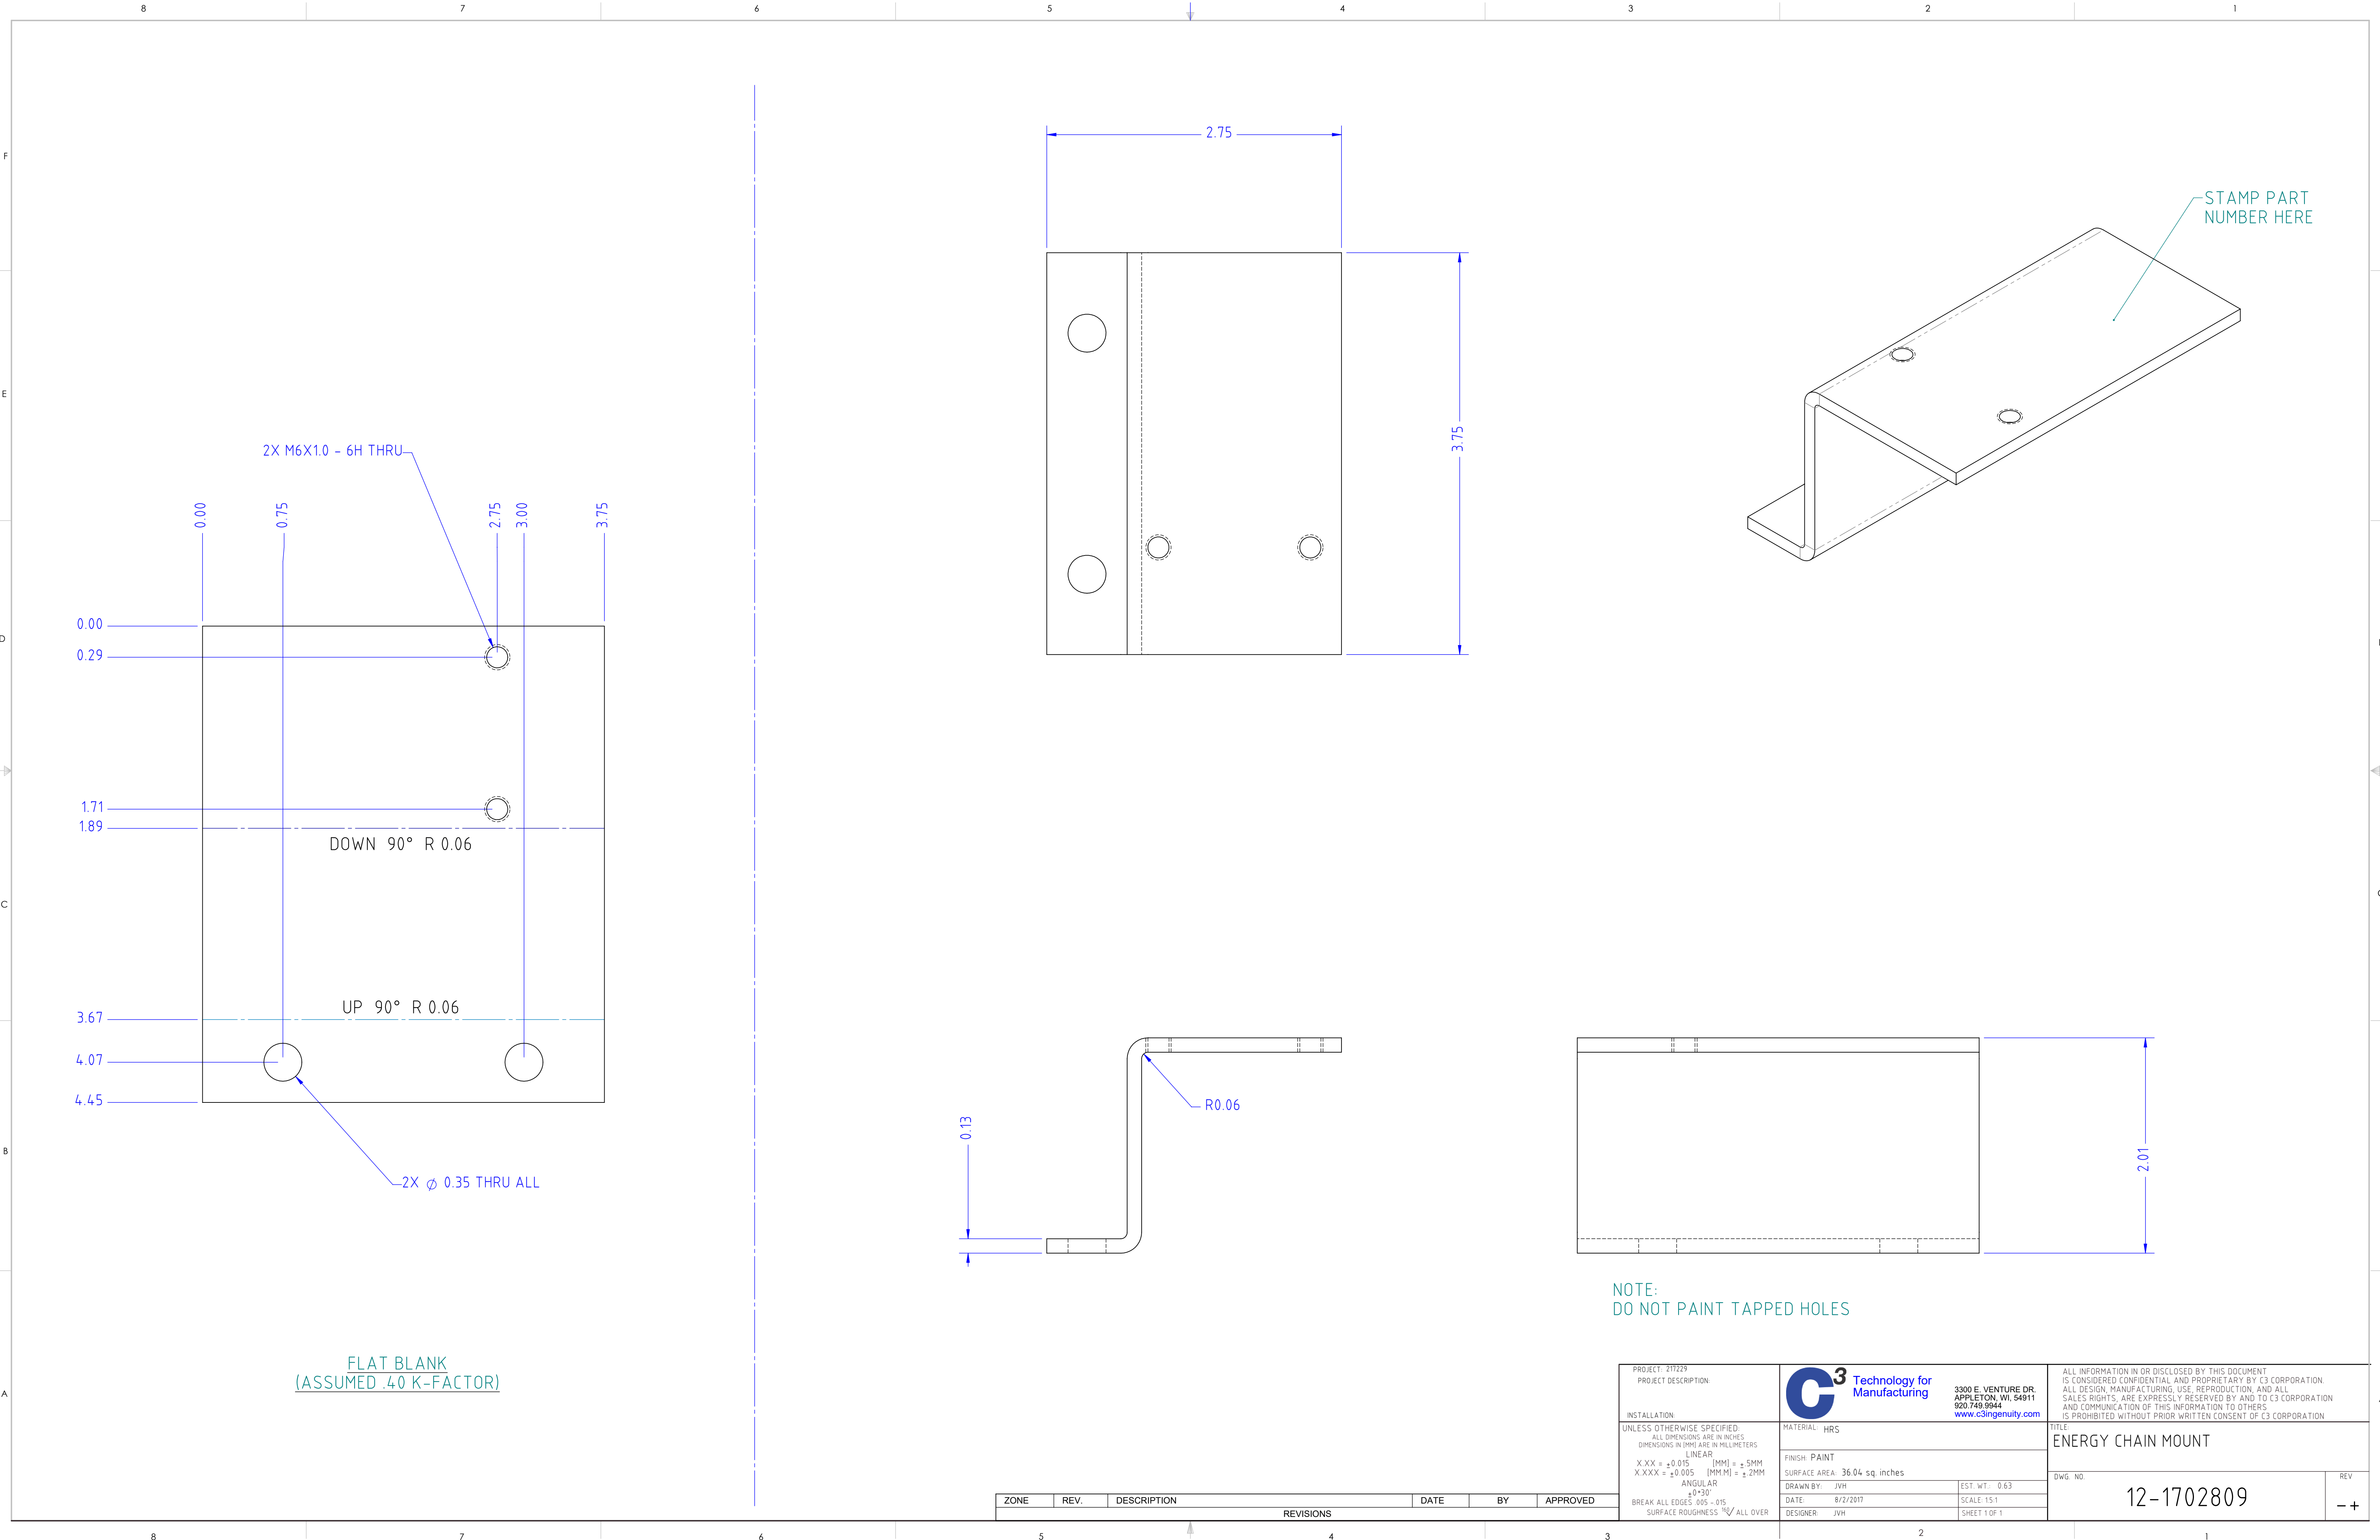 8 7 6 5 4 3 2 1
F
E
D
C
B
A
2.75
3.75
STAMP PART
NUMBER HERE
2X M6X1.0 - 6H THRU
0.00
0.75
2.75
3.00
3.75
0.00
0.29
1.71
1.89
DOWN 90° R 0.06
UP 90° R 0.06
3.67
4.07
4.45
2X ⌀ 0.35 THRU ALL
FLAT BLANK
(ASSUMED .40 K-FACTOR)
0.13
R0.06
2.01
NOTE:
DO NOT PAINT TAPPED HOLES
ZONE REV. DESCRIPTION DATE BY APPROVED
REVISIONS
PROJECT: 217229
PROJECT DESCRIPTION:
INSTALLATION:
UNLESS OTHERWISE SPECIFIED:
ALL DIMENSIONS ARE IN INCHES
DIMENSIONS IN [MM] ARE IN MILLIMETERS
LINEAR
X.XX = ±0.015 [MM] = ±.5MM
X.XXX = ±0.005 [MM.M] = ±.2MM
ANGULAR
±0°30'
BREAK ALL EDGES .005 -.015
SURFACE ROUGHNESS 160 ALL OVER
C3 Technology for
Manufacturing
3300 E. VENTURE DR.
APPLETON, WI, 54911
920.749.9944
www.c3ingenuity.com
MATERIAL: HRS
FINISH: PAINT
SURFACE AREA: 36.04 sq. inches
DRAWN BY: JVH
EST. WT.: 0.63
DATE: 8/2/2017
SCALE: 1.5:1
DESIGNER: JVH
SHEET 1 OF 1
ALL INFORMATION IN OR DISCLOSED BY THIS DOCUMENT
IS CONSIDERED CONFIDENTIAL AND PROPRIETARY BY C3 CORPORATION.
ALL DESIGN, MANUFACTURING, USE, REPRODUCTION, AND ALL
SALES RIGHTS, ARE EXPRESSLY RESERVED BY AND TO C3 CORPORATION
AND COMMUNICATION OF THIS INFORMATION TO OTHERS
IS PROHIBITED WITHOUT PRIOR WRITTEN CONSENT OF C3 CORPORATION
TITLE:
ENERGY CHAIN MOUNT
DWG. NO.
12-1702809
REV
-+
8 7 6 5 4 3 2 1